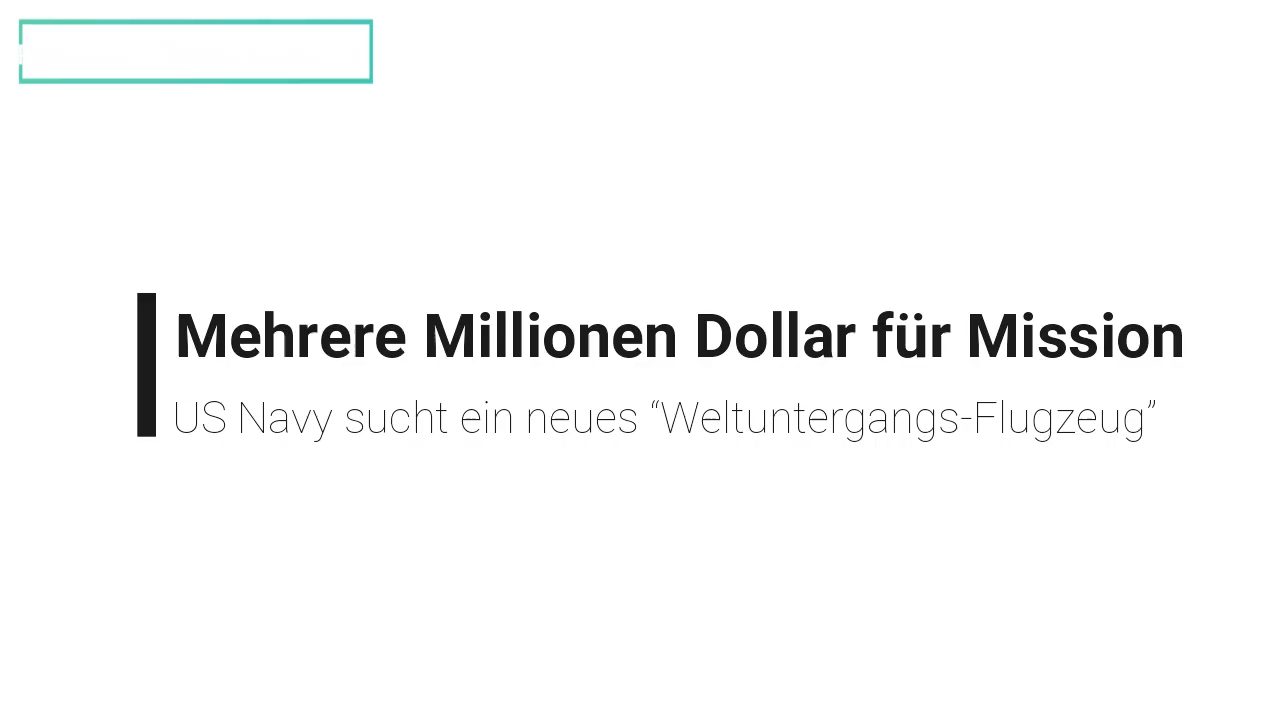 Mehrere Millionen Dollar für Mission
US Navy sucht ein neues “Weltuntergangs-Flugzeug”